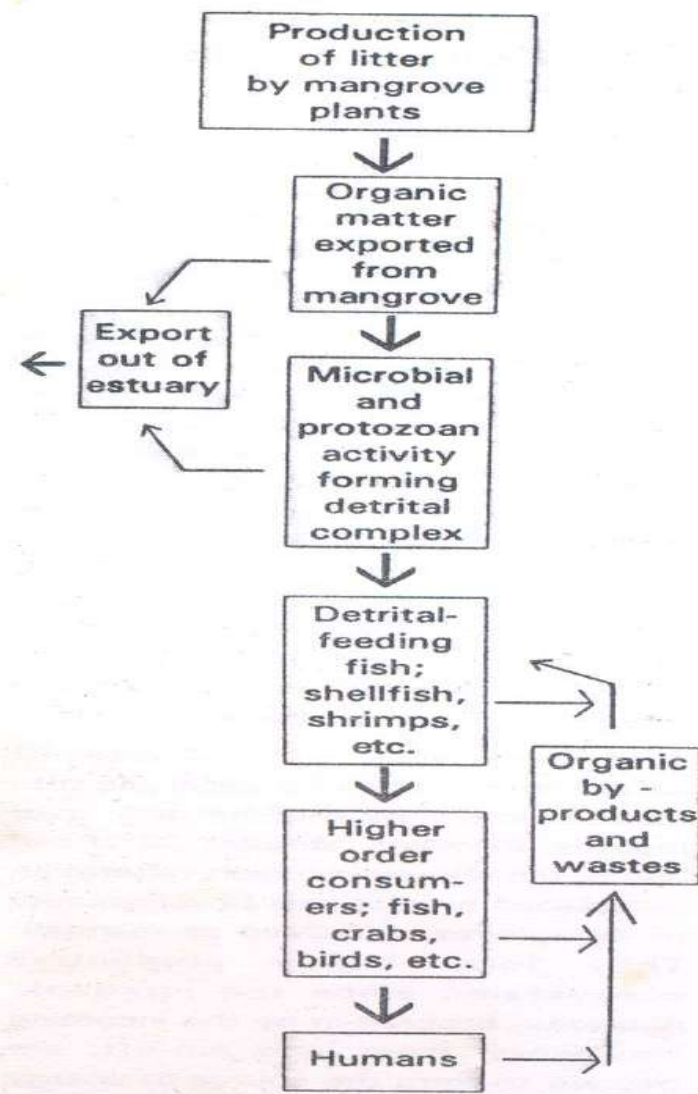 Production
of litter
by mangrove
plants
Organic
matter
exported
from
mangrove
Export
out of
estuary
Microbial
and
protozoan
activity
forming
detrital
complex
Detrital-
feeding
fish;
shellfish,
shrimps,
etc.
Organic
by -
products
and
wastes
Higher
order
consum-
ers; fish,
crabs,
birds, etc.
Humans